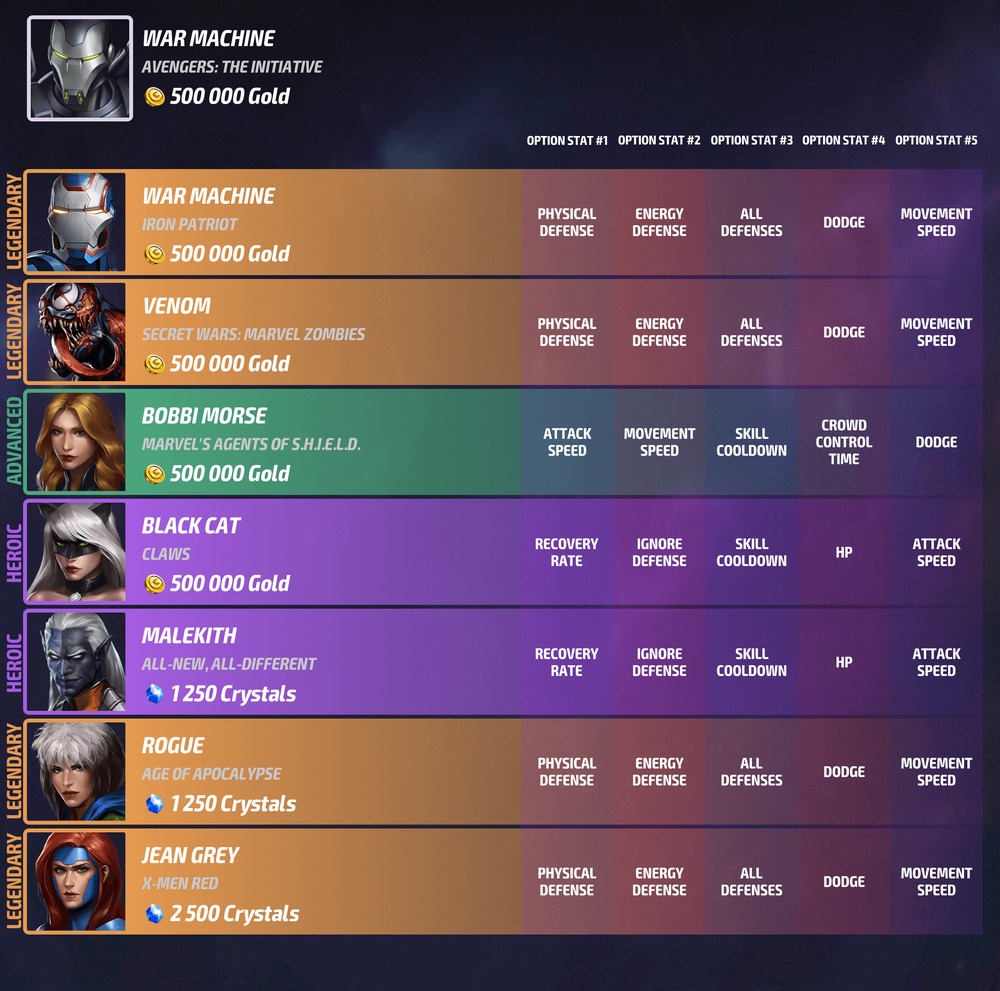 WAR MACHINE
AVENGERS: THE INITIATIVE
500 000 Gold
OPTION STAT #1 OPTION STAT #2 OPTION STAT #3 OPTION STAT #4 OPTION STAT #5
LEGENDARY
WAR MACHINE
IRON PATRIOT
500 000 Gold
PHYSICAL DEFENSE
ENERGY DEFENSE
ALL DEFENSES
DODGE
MOVEMENT SPEED
LEGENDARY
VENOM
SECRET WARS: MARVEL ZOMBIES
500 000 Gold
PHYSICAL DEFENSE
ENERGY DEFENSE
ALL DEFENSES
DODGE
MOVEMENT SPEED
ADVANCED
BOBBI MORSE
MARVEL'S AGENTS OF S.H.I.E.L.D.
500 000 Gold
ATTACK SPEED
MOVEMENT SPEED
SKILL COOLDOWN
CROWD CONTROL TIME
DODGE
HEROIC
BLACK CAT
CLAWS
500 000 Gold
RECOVERY RATE
IGNORE DEFENSE
SKILL COOLDOWN
HP
ATTACK SPEED
HEROIC
MALEKITH
ALL-NEW, ALL-DIFFERENT
1 250 Crystals
RECOVERY RATE
IGNORE DEFENSE
SKILL COOLDOWN
HP
ATTACK SPEED
LEGENDARY
ROGUE
AGE OF APOCALYPSE
1 250 Crystals
PHYSICAL DEFENSE
ENERGY DEFENSE
ALL DEFENSES
DODGE
MOVEMENT SPEED
LEGENDARY
JEAN GREY
X-MEN RED
2 500 Crystals
PHYSICAL DEFENSE
ENERGY DEFENSE
ALL DEFENSES
DODGE
MOVEMENT SPEED